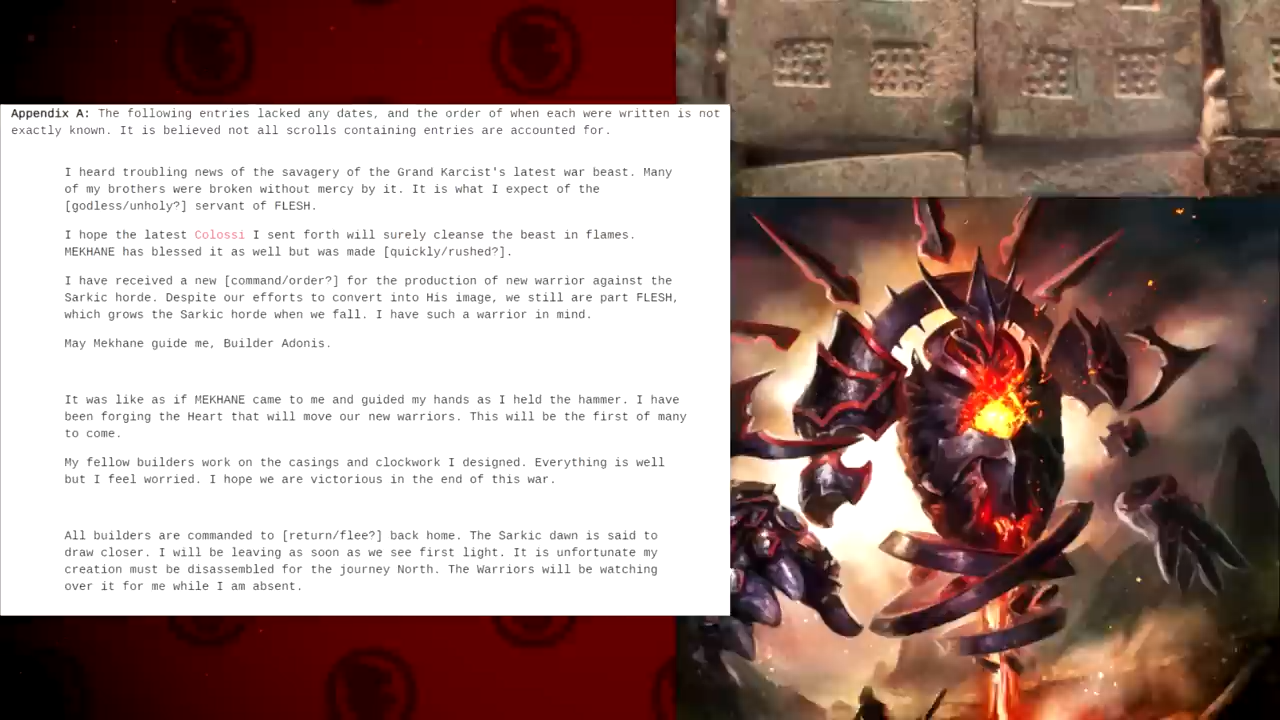 Appendix A: The following entries lacked any dates, and the order of when each were written is not
exactly known. It is believed not all scrolls containing entries are accounted for.
I heard troubling news of the savagery of the Grand Karcist's latest war beast. Many
of my brothers were broken without mercy by it. It is what I expect of the
[godless/unholy?] servant of FLESH.
I hope the latest Colossi I sent forth will surely cleanse the beast in flames.
MEKHANE has blessed it as well but was made [quickly/rushed?].
I have received a new [command/order?] for the production of new warrior against the
Sarkic horde. Despite our efforts to convert into His image, we still are part FLESH,
which grows the Sarkic horde when we fall. I have such a warrior in mind.
May Mekhane guide me, Builder Adonis.
It was like as if MEKHANE came to me and guided my hands as I held the hammer. I have
been forging the Heart that will move our new warriors. This will be the first of many
to come.
My fellow builders work on the casings and clockwork I designed. Everything is well
but I feel worried. I hope we are victorious in the end of this war.
All builders are commanded to [return/flee?] back home. The Sarkic dawn is said to
draw closer. I will be leaving as soon as we see first light. It is unfortunate my
creation must be disassembled for the journey North. The Warriors will be watching
over it for me while I am absent.